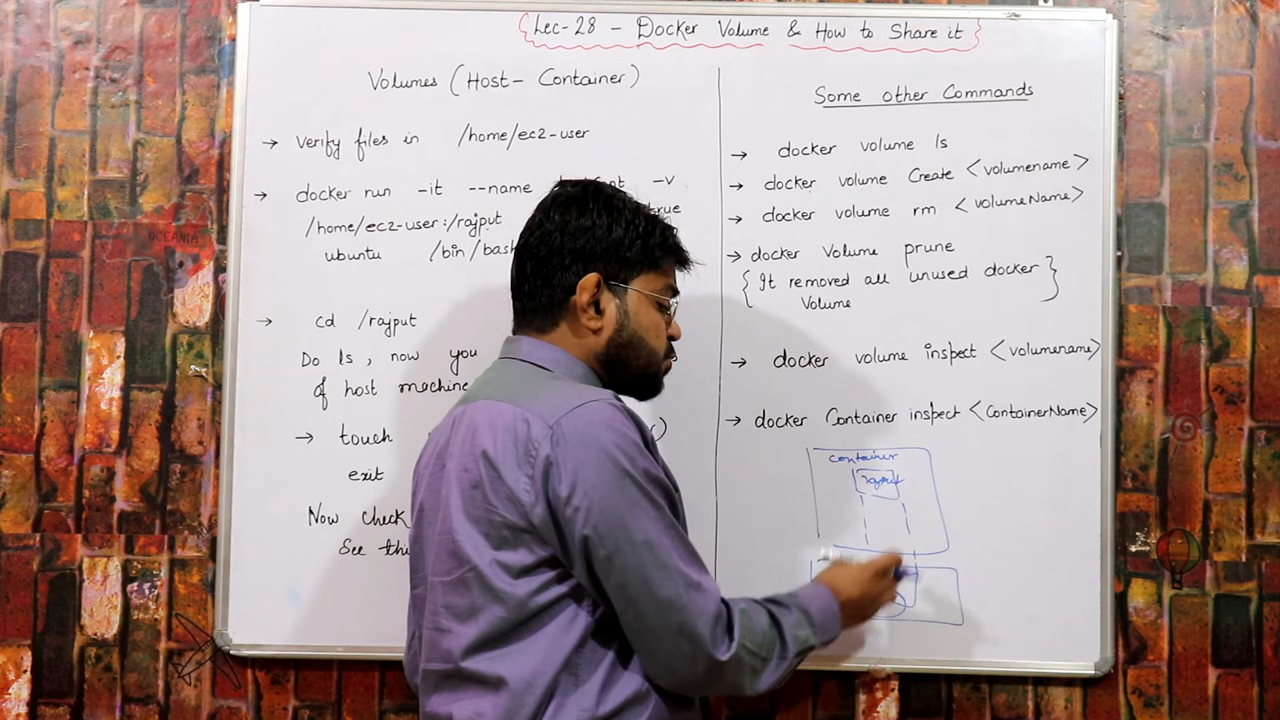 Lec-28 - Docker Volume & How to Share it
Volumes (Host - Container)
→ Verify files in /home/ec2-user
→ docker run -it --name -v
/home/ec2-user:/rajput true
ubuntu /bin/bash
→ cd /rajput
Do ls, now you
of host machine
→ touch )
exit
Now check
See
Some other Commands
→ docker volume ls
→ docker volume Create <volumename>
→ docker volume rm <volumeName>
→ docker Volume prune
{It removed all unused docker
Volume}
→ docker volume inspect <volumename>
→ docker Container inspect <ContainerName>
container
rajput
OCEANIA